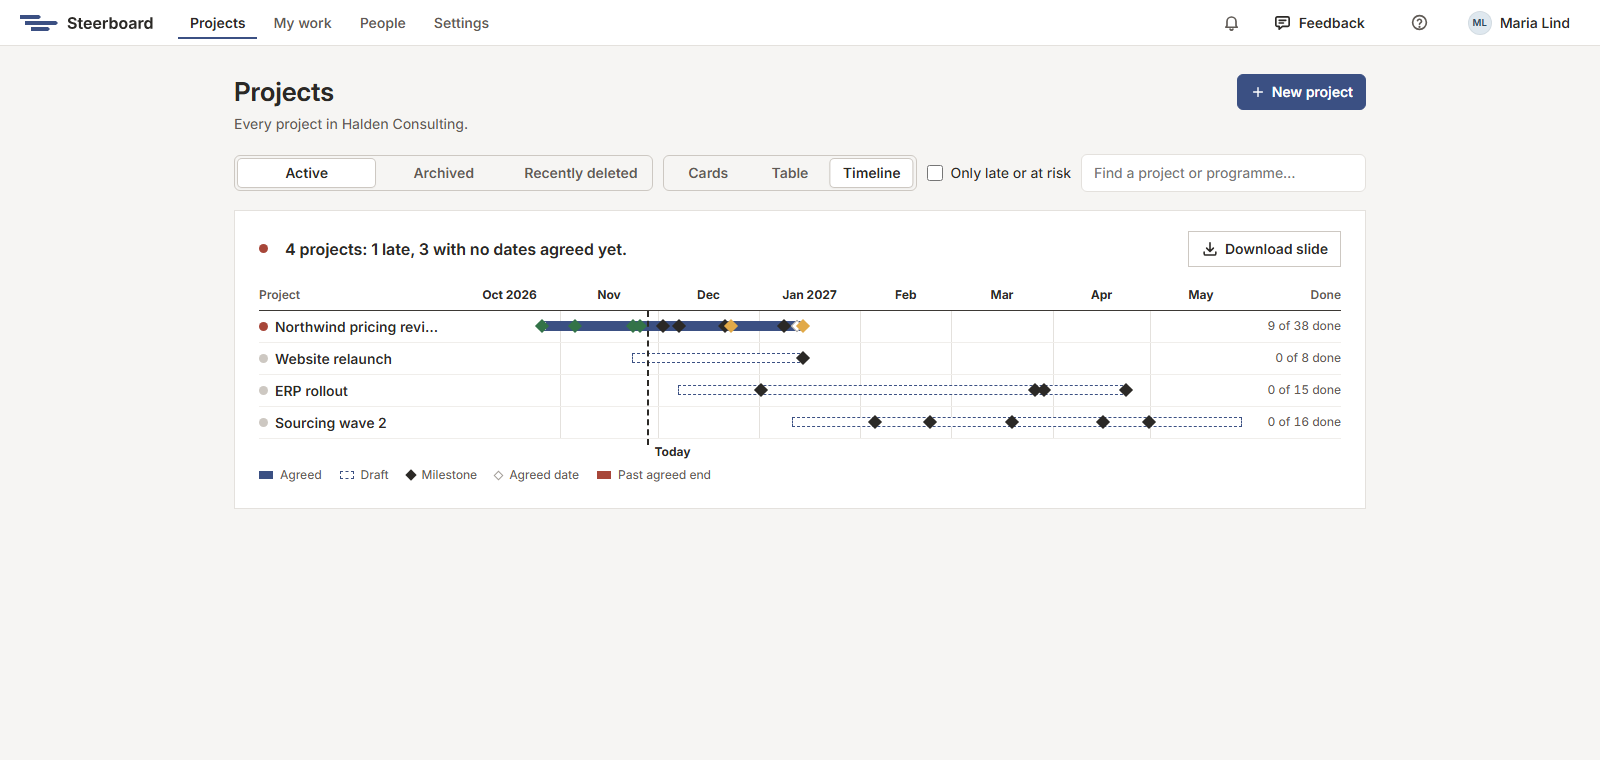 Steerboard Projects My work People Settings Feedback ML Maria Lind
Projects
New project
Every project in Halden Consulting.
Active Archived Recently deleted Cards Table Timeline Only late or at risk Find a project or programme...
4 projects: 1 late, 3 with no dates agreed yet.
Download slide
Project Oct 2026 Nov Dec Jan 2027 Feb Mar Apr May Done
Northwind pricing revi... 9 of 38 done
Website relaunch 0 of 8 done
ERP rollout 0 of 15 done
Sourcing wave 2 0 of 16 done
Today
Agreed Draft Milestone Agreed date Past agreed end